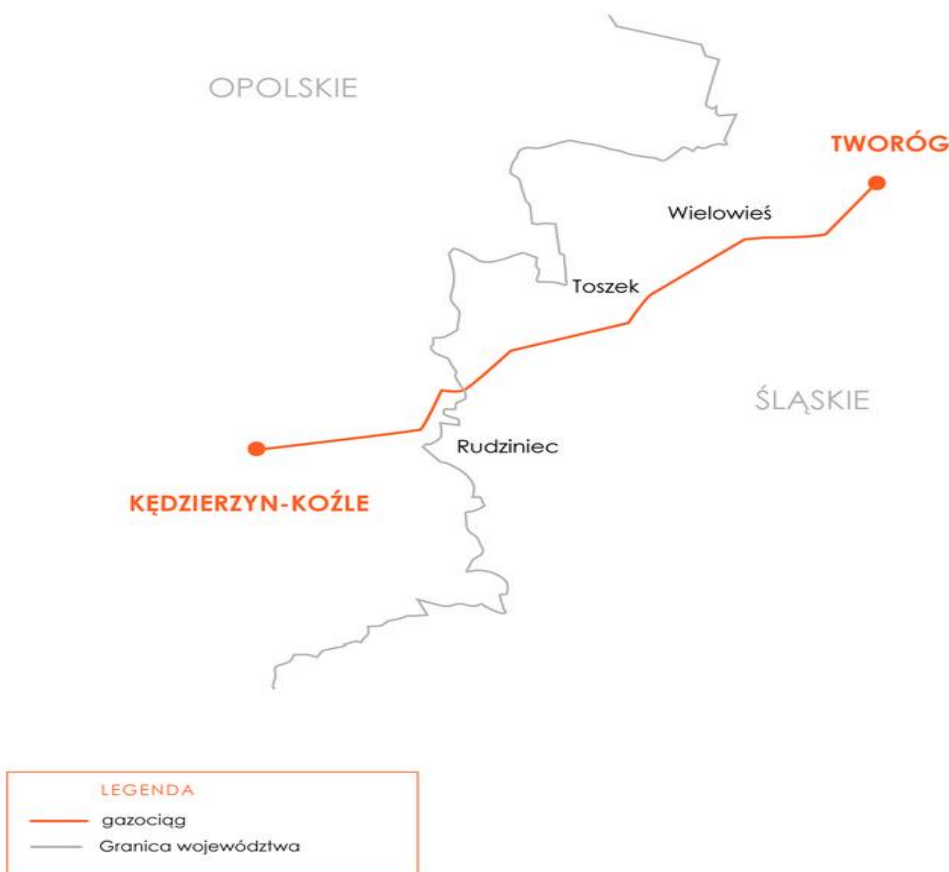 OPOLSKIE
TWORÓG
Wielowieś
Toszek
ŚLĄSKIE
Rudziniec
KĘDZIERZYN-KOŹLE
LEGENDA
gazociąg
Granica województwa